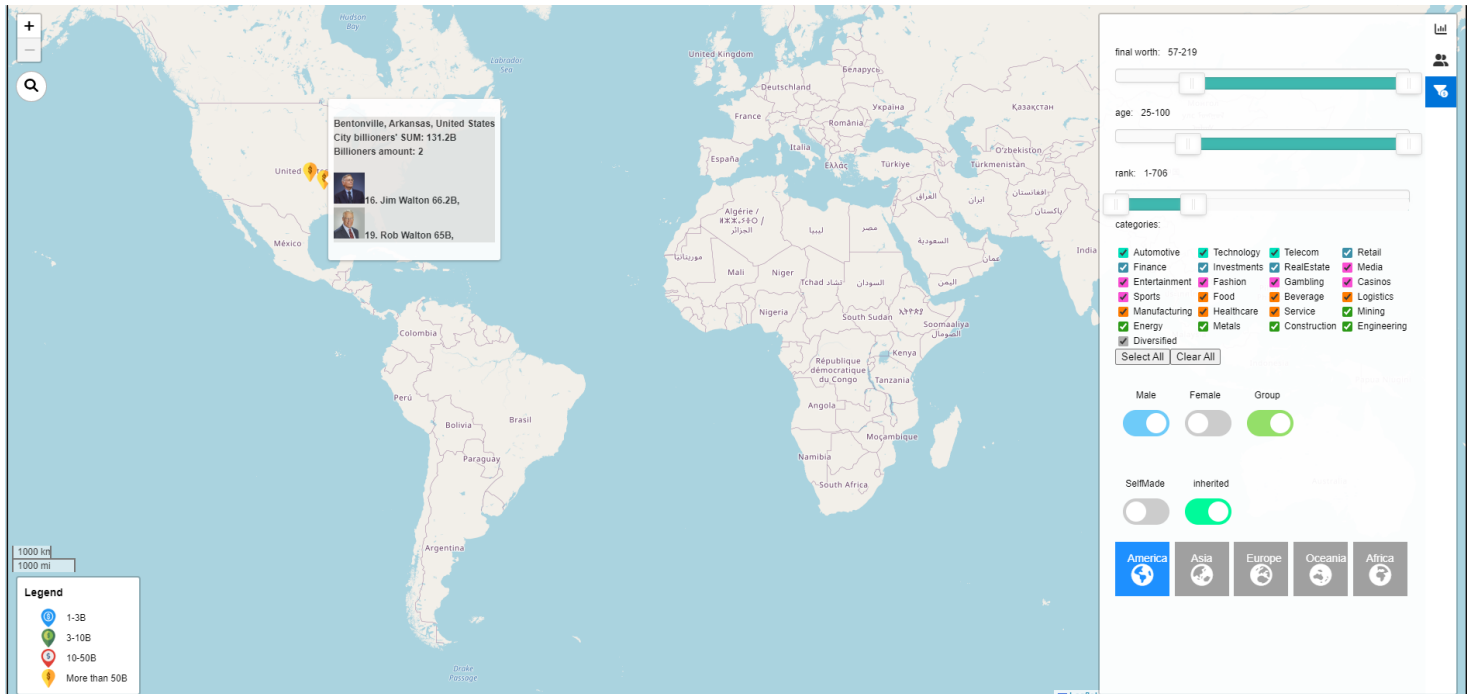 +
−
Hudson
Bay
Labrador
Sea
United Kingdom
Беларусь
Deutschland
Україна
Қазақстан
France
România
Italia
O'zbekiston
España
Ελλάς
Türkiye
Türkmenistan
United
México
Algérie /
الجزائر
ليبيا
مصر
العراق
ایران
افغانستان
پاکستان
السعودية
عمان
India
موريتانيا
Mali
Niger
Tchad تشاد
السودان
اليمن
Nigeria
South Sudan
Soomaaliya
الصومال
Colombia
République
démocratique
du Congo
Kenya
Tanzania
Perú
Brasil
Angola
Bolivia
Moçambique
Paraguay
Namibia
South Africa
Argentina
Drake
Passage
Bentonville, Arkansas, United States
City billioners' SUM: 131.2B
Billioners amount: 2
16. Jim Walton 66.2B,
19. Rob Walton 65B,
1000 km
1000 mi
Legend
1-3B
3-10B
10-50B
More than 50B
final worth: 57-219
age: 25-100
rank: 1-706
categories:
Automotive Technology Telecom Retail
Finance Investments RealEstate Media
Entertainment Fashion Gambling Casinos
Sports Food Beverage Logistics
Manufacturing Healthcare Service Mining
Energy Metals Construction Engineering
Diversified
Select All Clear All
Male Female Group
SelfMade inherited
America Asia Europe Oceania Africa